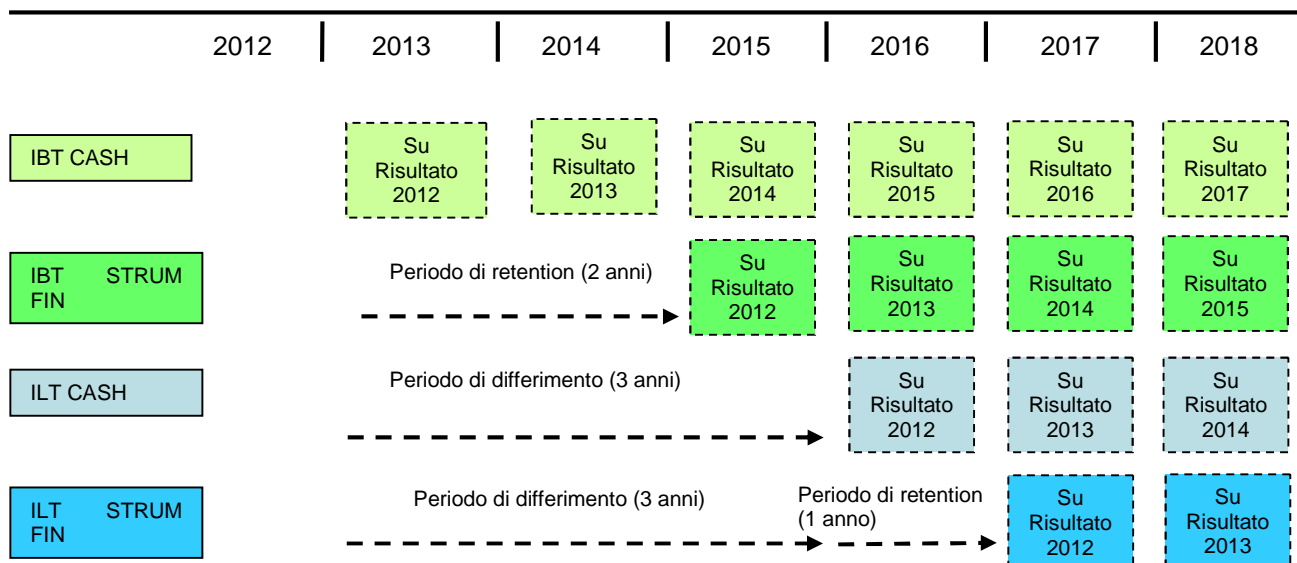 2012 2013 2014 2015 2016 2017 2018
IBT CASH
Su
Risultato
2012
Su
Risultato
2013
Su
Risultato
2014
Su
Risultato
2015
Su
Risultato
2016
Su
Risultato
2017
IBT STRUM
FIN
Periodo di retention (2 anni)
Su
Risultato
2012
Su
Risultato
2013
Su
Risultato
2014
Su
Risultato
2015
ILT CASH
Periodo di differimento (3 anni)
Su
Risultato
2012
Su
Risultato
2013
Su
Risultato
2014
ILT STRUM
FIN
Periodo di differimento (3 anni)
Periodo di retention
(1 anno)
Su
Risultato
2012
Su
Risultato
2013